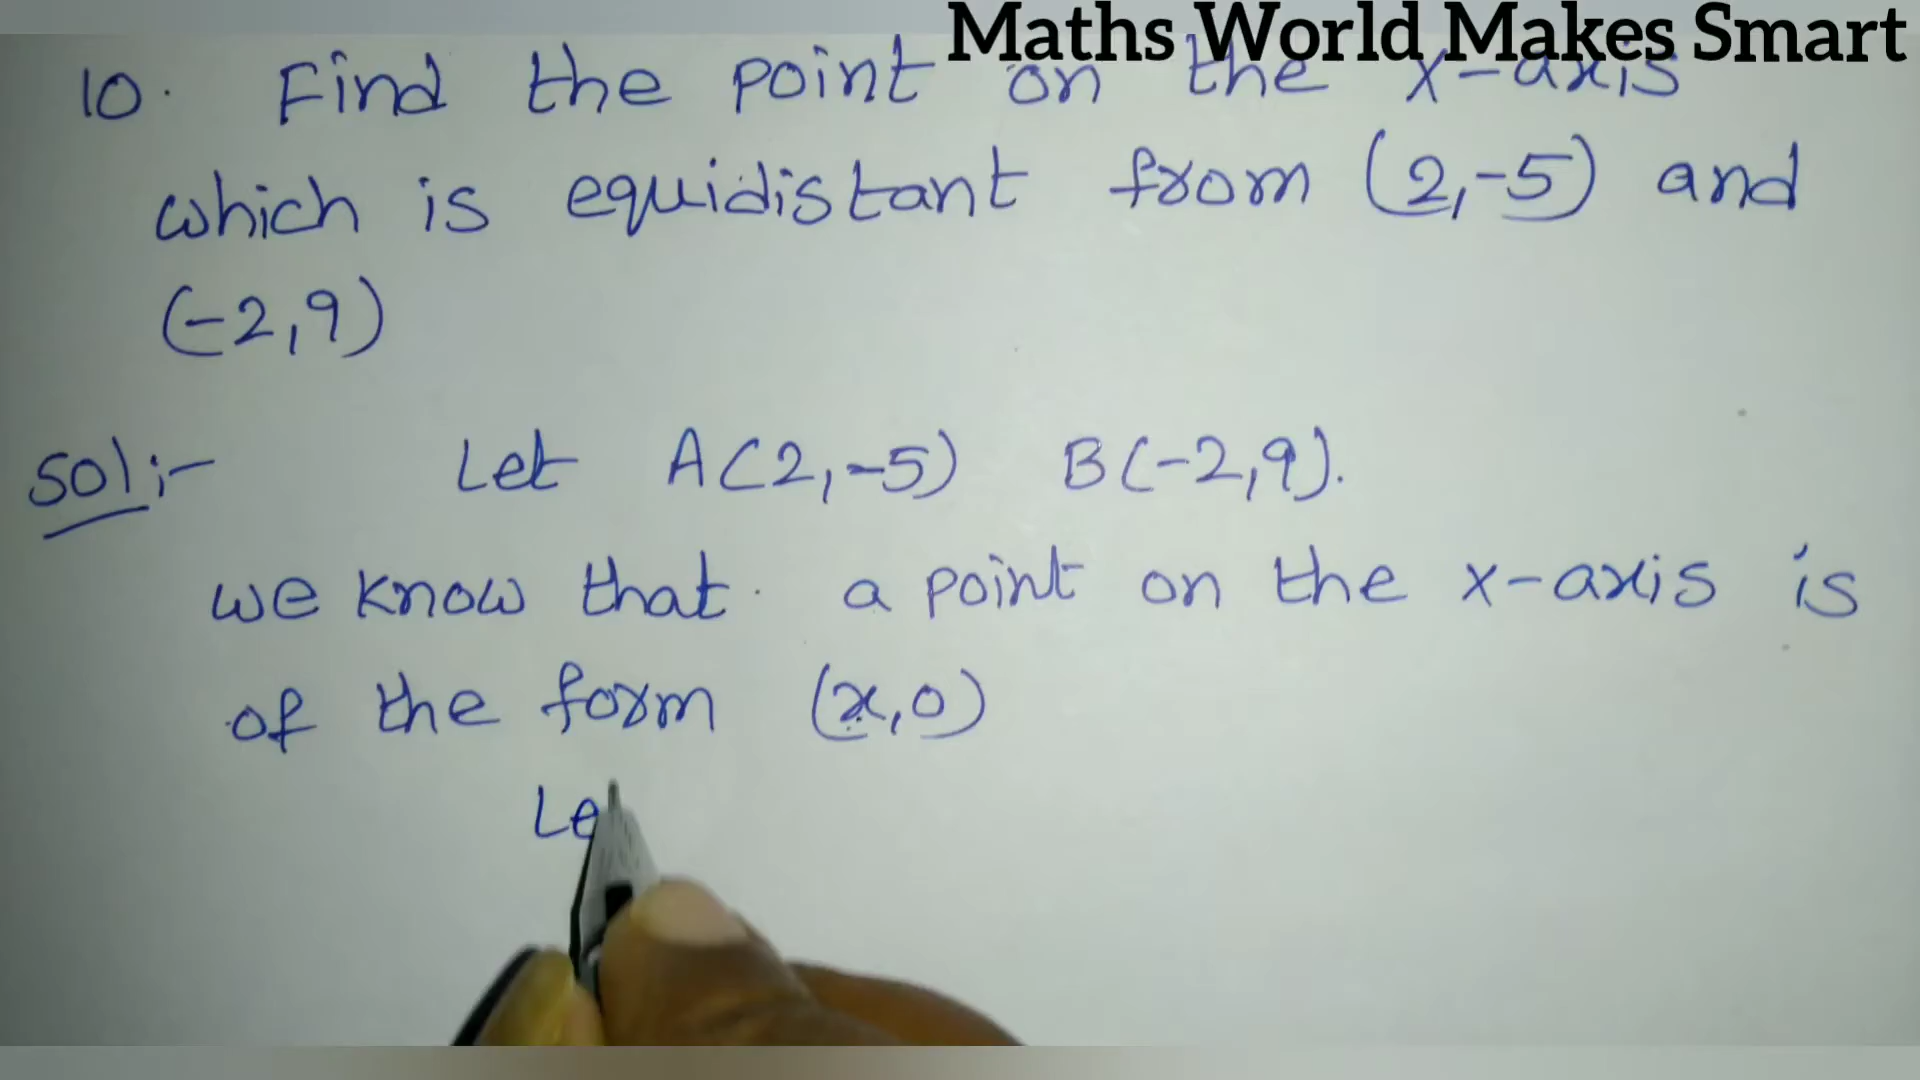 Maths World Makes Smart
10. Find the point on the x-axis
which is equidistant from (2,-5) and
(-2,9)
Sol:- Let A(2,-5) B(-2,9).
we know that a point on the x-axis is
of the form (x,0)
Le